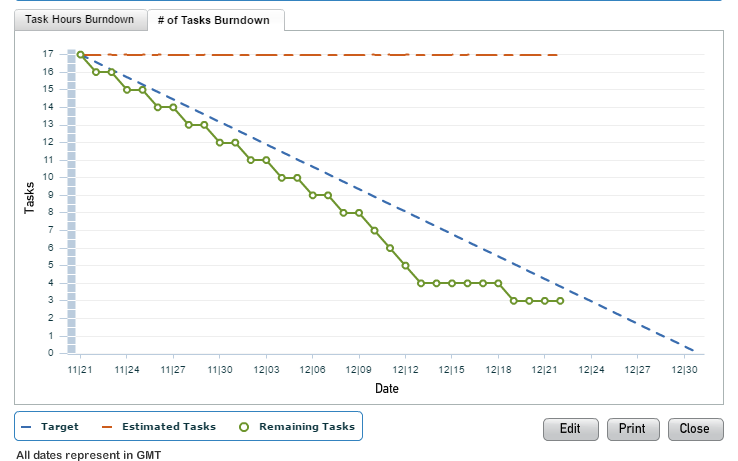 Task Hours Burndown # of Tasks Burndown
17
16
15
14
13
12
11
10
9
8
7
6
5
4
3
2
1
0
Tasks
11|21 11|24 11|27 11|30 12|03 12|06 12|09 12|12 12|15 12|18 12|21 12|24 12|27 12|30
Date
Target Estimated Tasks Remaining Tasks
Edit Print Close
All dates represent in GMT